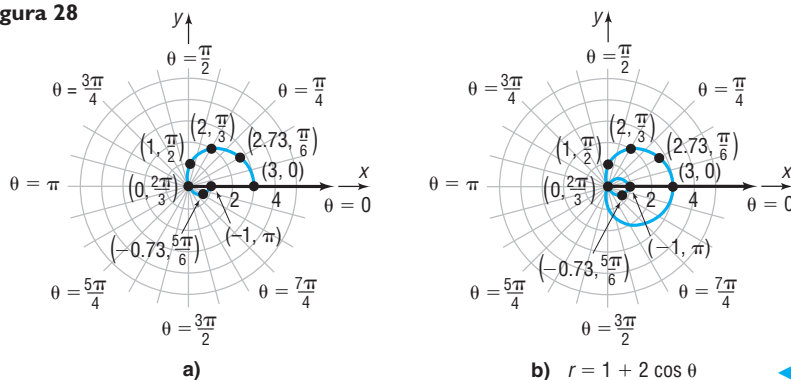 gura 28
y
θ = π/2
θ = 3π/4
θ = π/4
(2, π/3)
(1, π/2)
(2.73, π/6)
(3, 0)
θ = π
(0, 2π/3)
x
2
4
θ = 0
(−0.73, 5π/6)
(−1, π)
θ = 5π/4
θ = 7π/4
θ = 3π/2
a)
y
θ = π/2
θ = 3π/4
θ = π/4
(2, π/3)
(1, π/2)
(2.73, π/6)
(3, 0)
θ = π
(0, 2π/3)
x
2
4
θ = 0
(−1, π)
(−0.73, 5π/6)
θ = 5π/4
θ = 7π/4
θ = 3π/2
b) r = 1 + 2 cos θ